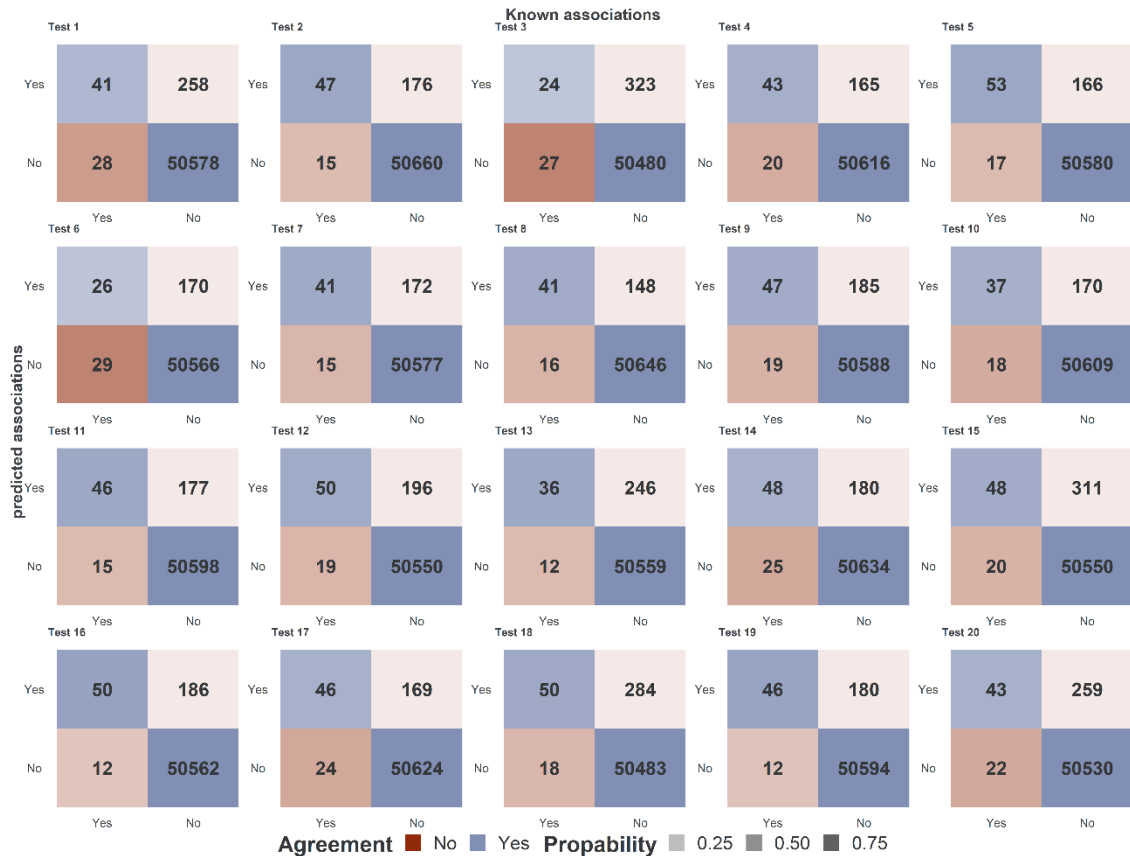 Known associations
Test 1 Test 2 Test 3 Test 4 Test 5
Yes 41 258 Yes 47 176 Yes 24 323 Yes 43 165 Yes 53 166
No 28 50578 No 15 50660 No 27 50480 No 20 50616 No 17 50580
Yes No Yes No Yes No Yes No Yes No
Test 6 Test 7 Test 8 Test 9 Test 10
Yes 26 170 Yes 41 172 Yes 41 148 Yes 47 185 Yes 37 170
No 29 50566 No 15 50577 No 16 50646 No 19 50588 No 18 50609
Yes No Yes No Yes No Yes No Yes No
predicted associations
Test 11 Test 12 Test 13 Test 14 Test 15
Yes 46 177 Yes 50 196 Yes 36 246 Yes 48 180 Yes 48 311
No 15 50598 No 19 50550 No 12 50559 No 25 50634 No 20 50550
Yes No Yes No Yes No Yes No Yes No
Test 16 Test 17 Test 18 Test 19 Test 20
Yes 50 186 Yes 46 169 Yes 50 284 Yes 46 180 Yes 43 259
No 12 50562 No 24 50624 No 18 50483 No 12 50594 No 22 50530
Yes No Yes No Yes No Yes No Yes No
Agreement No Yes Propability 0.25 0.50 0.75